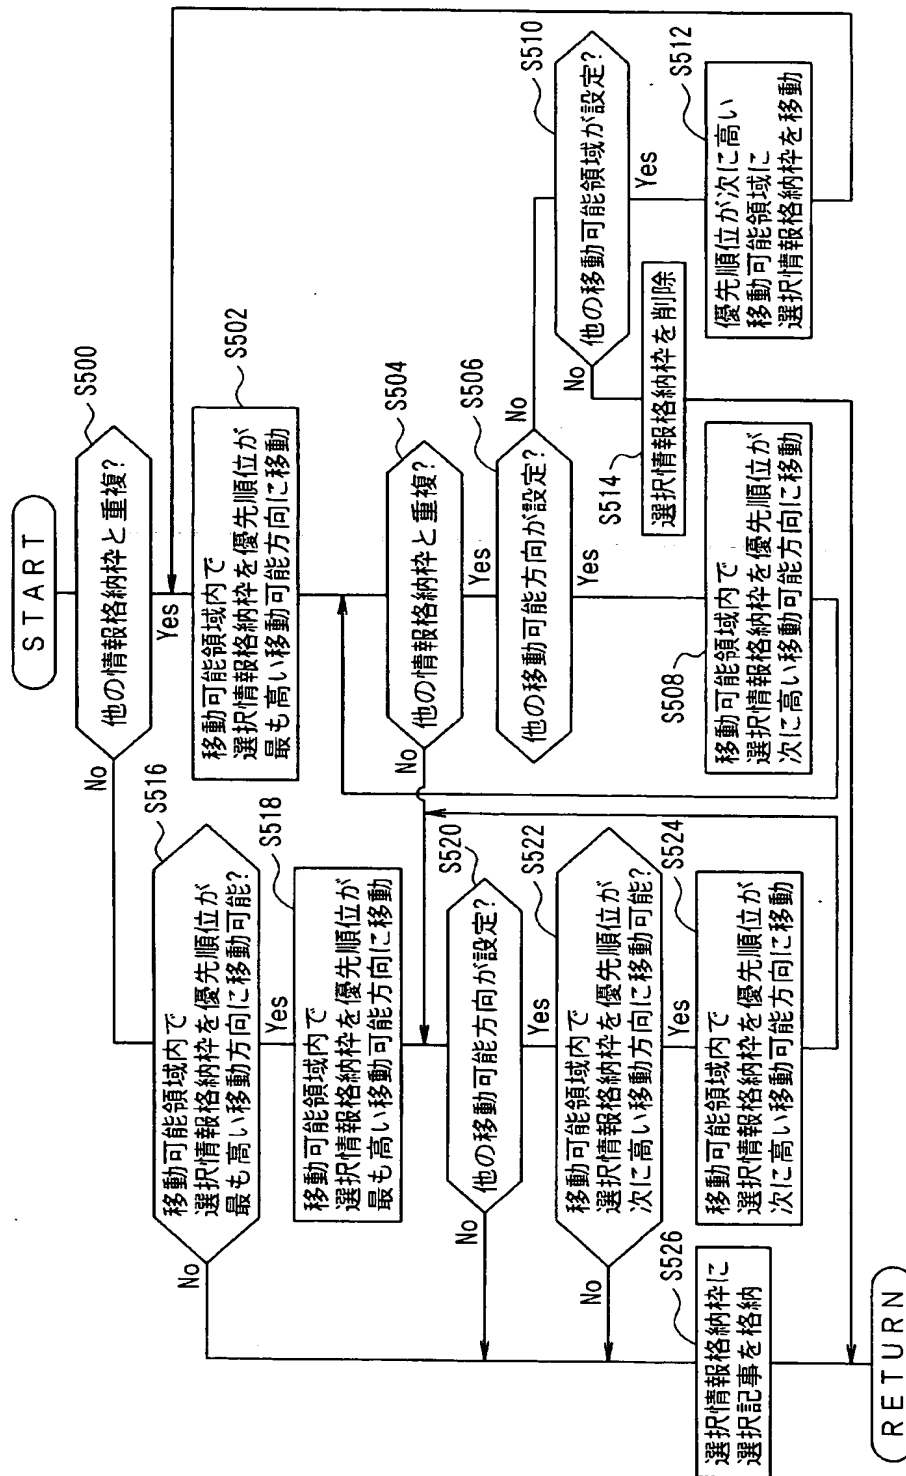 START
S500
他の情報格納枠と重複?
No
Yes
S502
移動可能領域内で
選択情報格納枠を優先順位が
最も高い移動可能方向に移動
S504
他の情報格納枠と重複?
No
Yes
S506
他の移動可能方向が設定?
No
Yes
S508
移動可能領域内で
選択情報格納枠を優先順位が
次に高い移動可能方向に移動
S510
他の移動可能領域が設定?
No
Yes
S512
優先順位が次に高い
移動可能領域に
選択情報格納枠を移動
S514
選択情報格納枠を削除
S516
移動可能領域内で
選択情報格納枠を優先順位が
最も高い移動方向に移動可能?
No
Yes
S518
移動可能領域内で
選択情報格納枠を優先順位が
最も高い移動可能方向に移動
S520
他の移動可能方向が設定?
No
Yes
S522
移動可能領域内で
選択情報格納枠を優先順位が
次に高い移動方向に移動可能?
No
Yes
S524
移動可能領域内で
選択情報格納枠を優先順位が
次に高い移動可能方向に移動
S526
選択情報格納枠に
選択記事を格納
RETURN